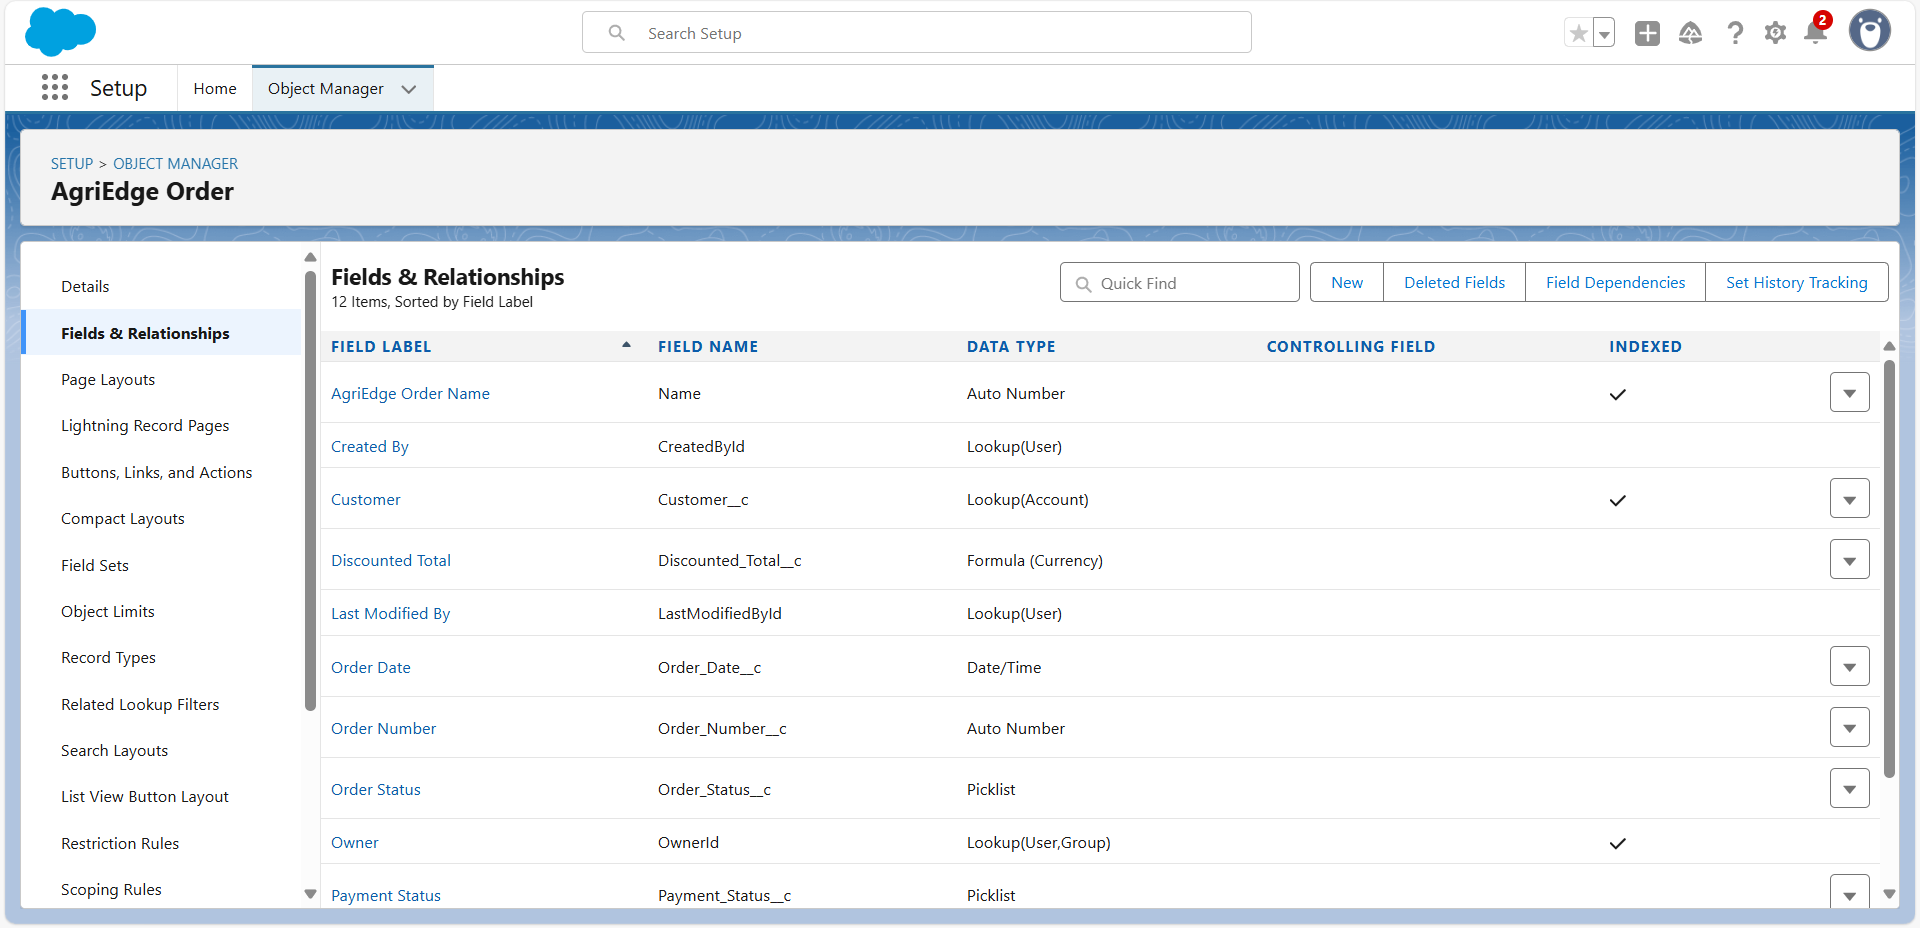 Search Setup
2
Setup
Home
Object Manager
SETUP > OBJECT MANAGER
AgriEdge Order
Details
Fields & Relationships
Page Layouts
Lightning Record Pages
Buttons, Links, and Actions
Compact Layouts
Field Sets
Object Limits
Record Types
Related Lookup Filters
Search Layouts
List View Button Layout
Restriction Rules
Scoping Rules
Fields & Relationships
12 Items, Sorted by Field Label
Quick Find
New
Deleted Fields
Field Dependencies
Set History Tracking
FIELD LABEL FIELD NAME DATA TYPE CONTROLLING FIELD INDEXED
AgriEdge Order Name Name Auto Number
Created By CreatedById Lookup(User)
Customer Customer__c Lookup(Account)
Discounted Total Discounted_Total__c Formula (Currency)
Last Modified By LastModifiedById Lookup(User)
Order Date Order_Date__c Date/Time
Order Number Order_Number__c Auto Number
Order Status Order_Status__c Picklist
Owner OwnerId Lookup(User,Group)
Payment Status Payment_Status__c Picklist